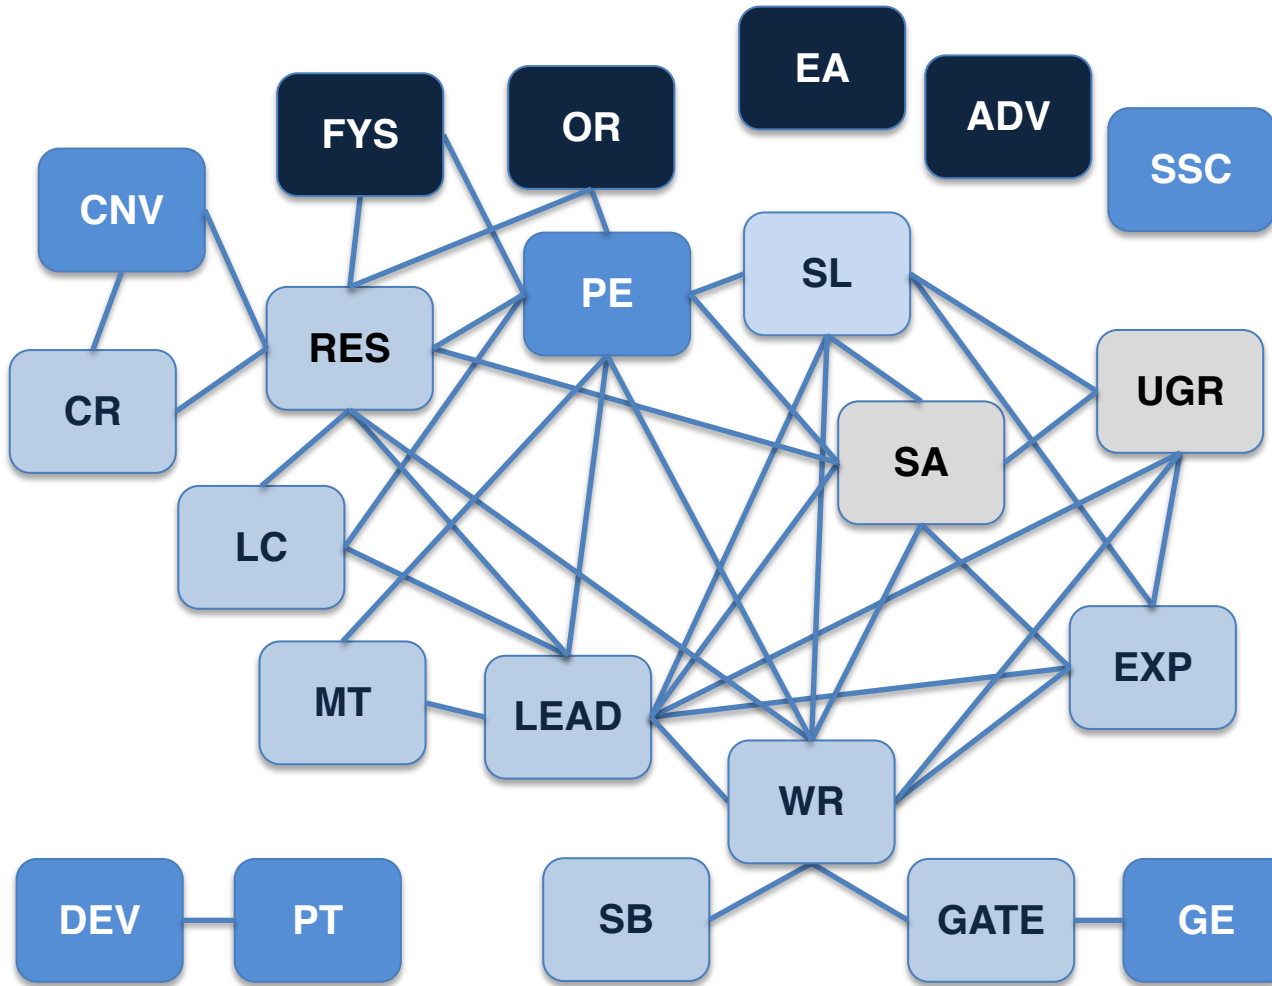 EA
ADV
FYS
OR
SSC
CNV
SL
PE
RES
UGR
CR
SA
LC
EXP
MT
LEAD
WR
DEV
PT
SB
GATE
GE